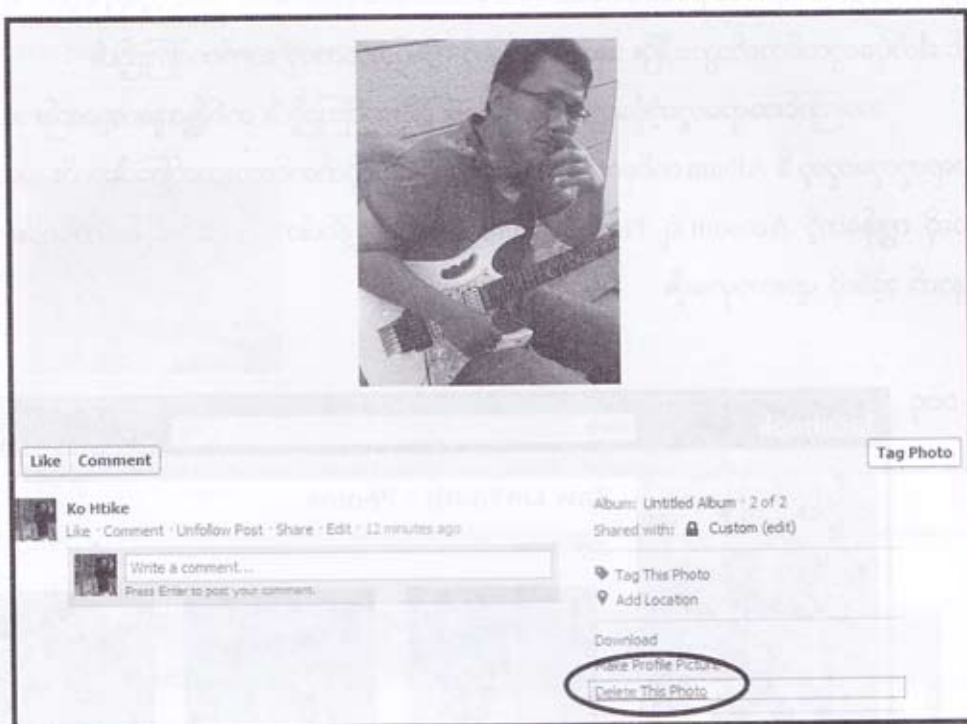 Like Comment
Tag Photo
Ko Htike
Like · Comment · Unfollow Post · Share · Edit · 12 minutes ago
Write a comment...
Press Enter to post your comment.
Album: Untitled Album · 2 of 2
Shared with: Custom (edit)
Tag This Photo
Add Location
Download
Make Profile Picture
Delete This Photo